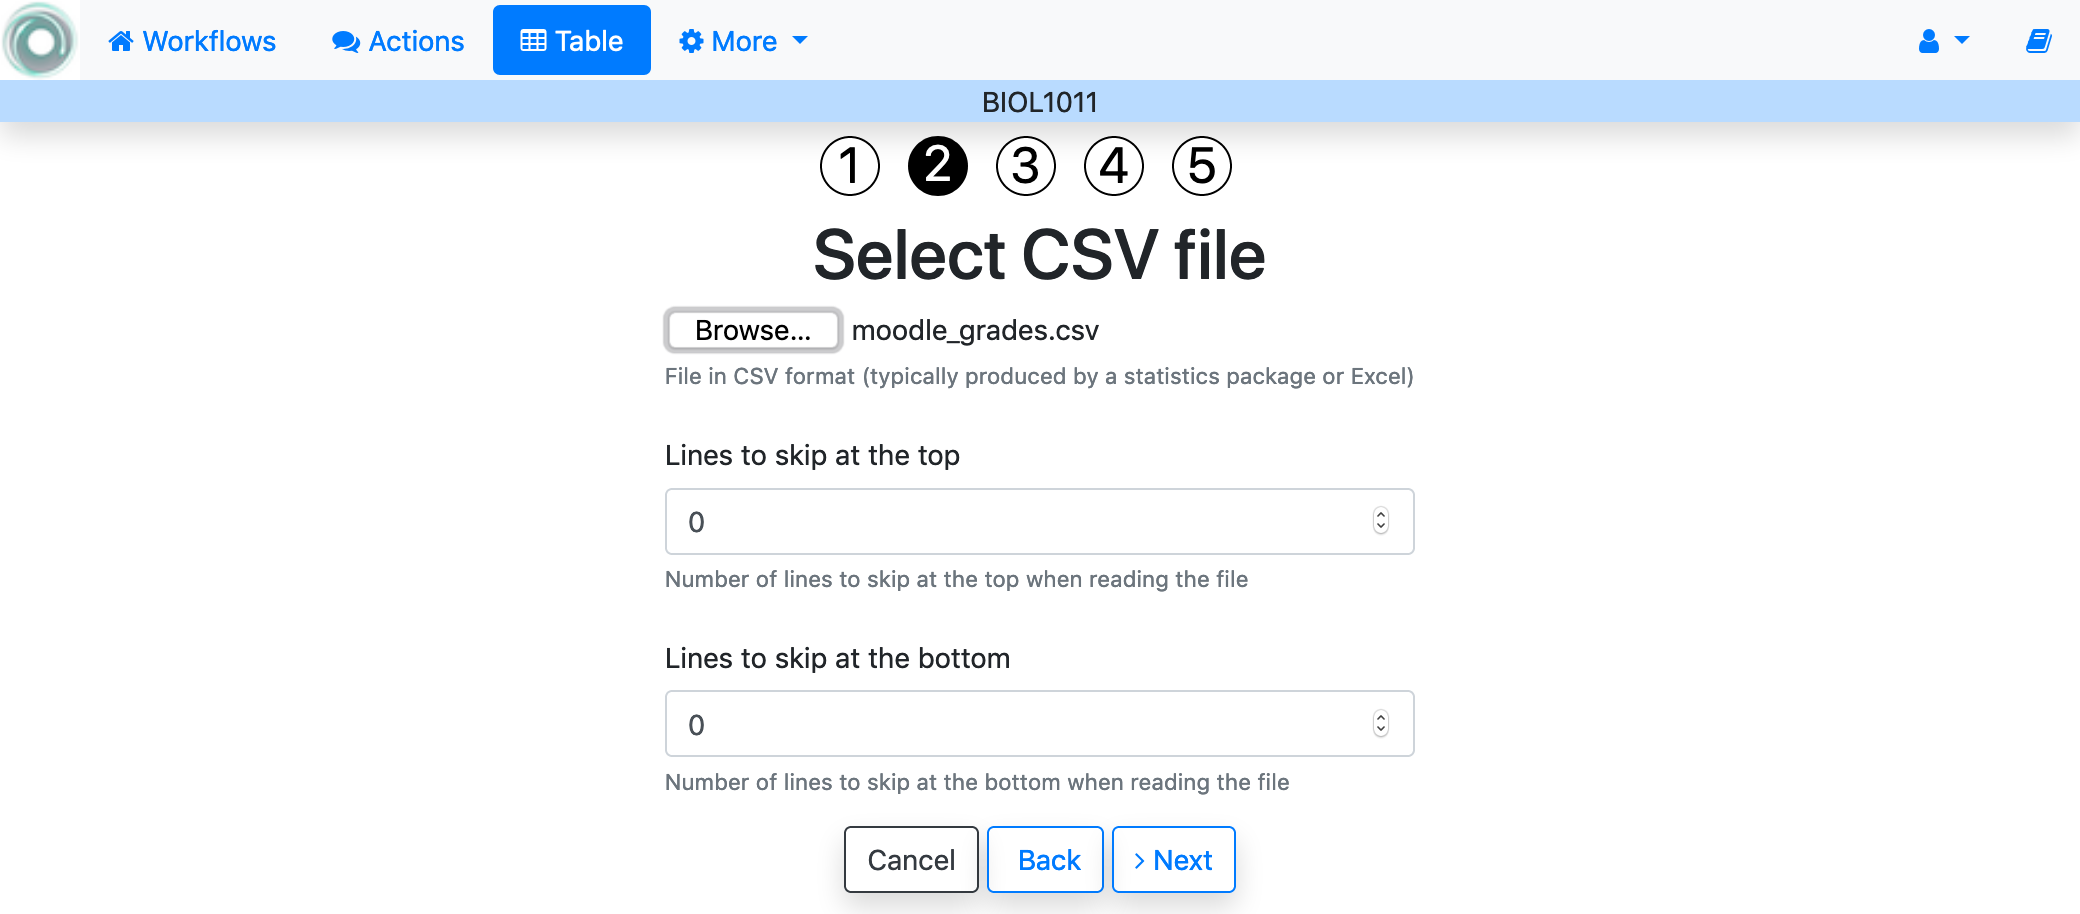 Workflows Actions Table More
BIOL1011
1 2 3 4 5
Select CSV file
Browse... moodle_grades.csv
File in CSV format (typically produced by a statistics package or Excel)
Lines to skip at the top
0
Number of lines to skip at the top when reading the file
Lines to skip at the bottom
0
Number of lines to skip at the bottom when reading the file
Cancel Back Next